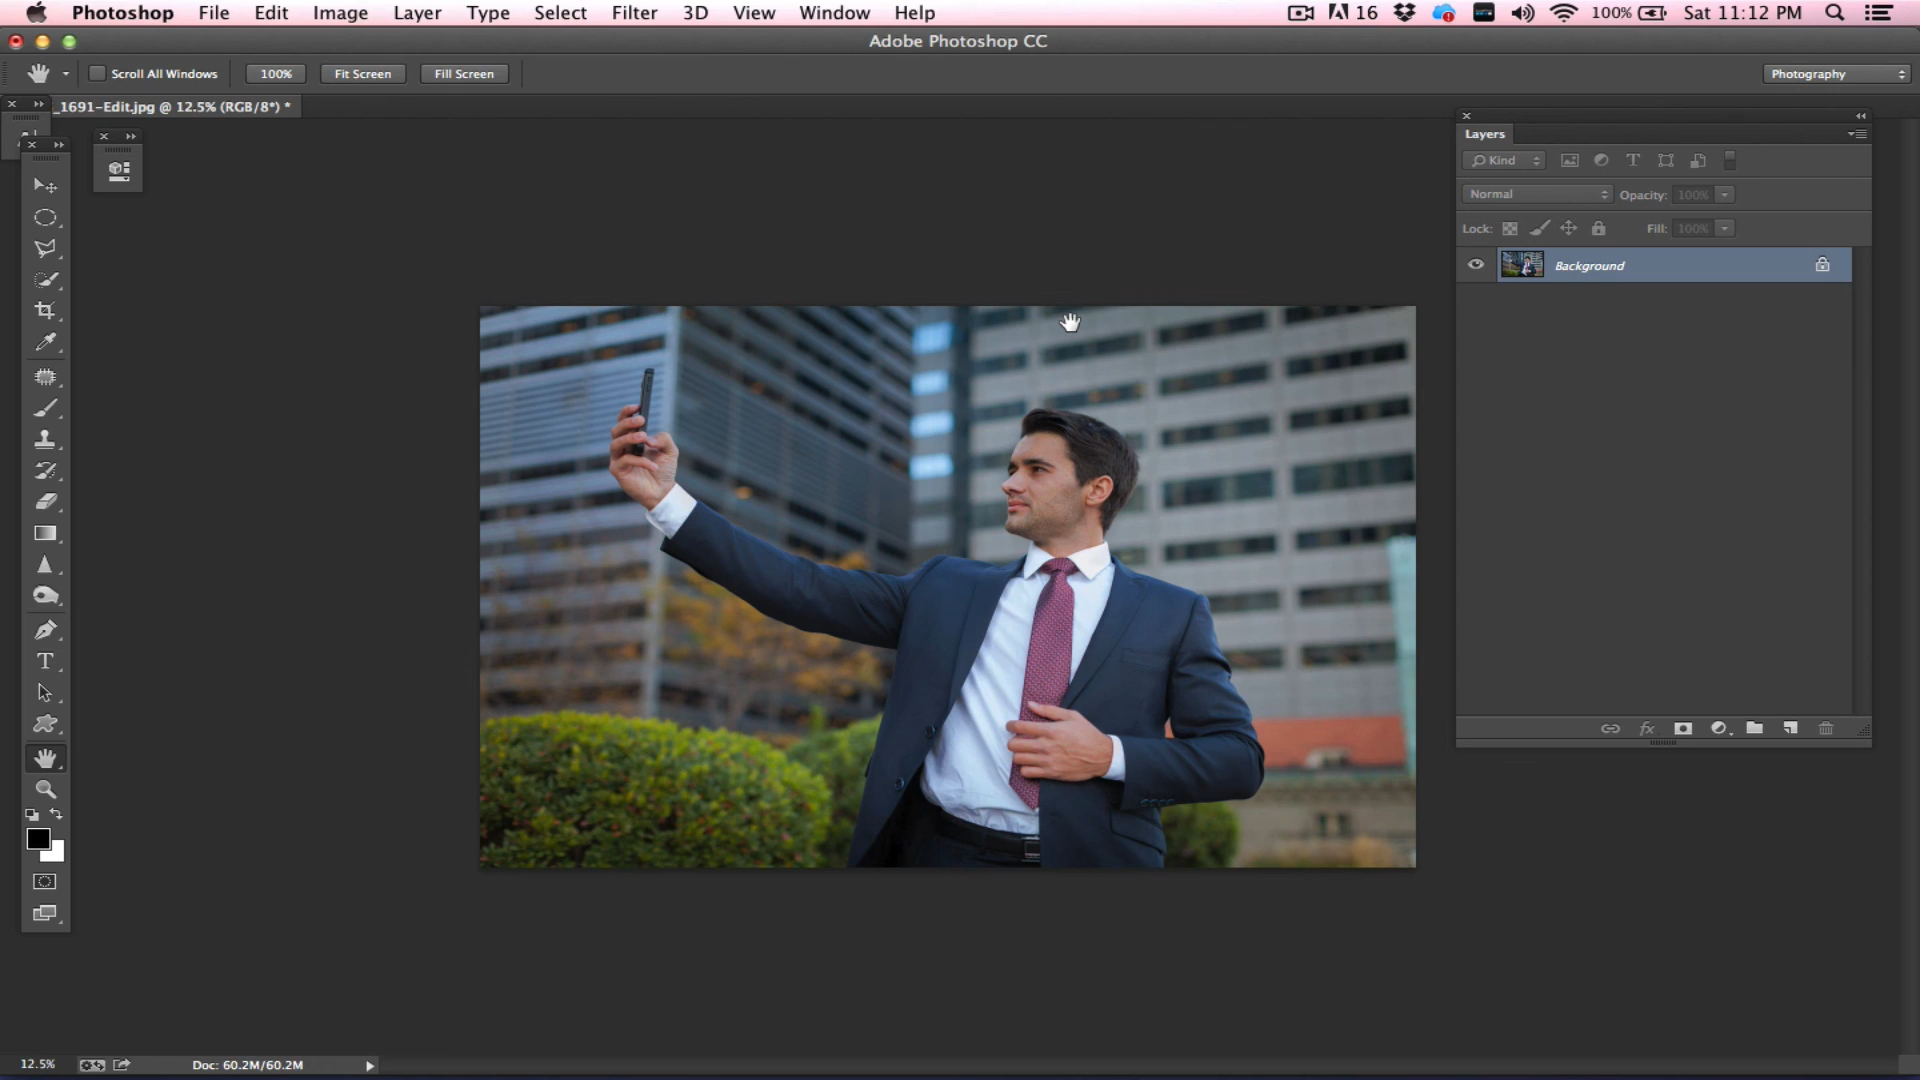 Photoshop File Edit Image Layer Type Select Filter 3D View Window Help 16 100% Sat 11:12 PM
Adobe Photoshop CC
Scroll All Windows 100% Fit Screen Fill Screen Photography
_1691-Edit.jpg @ 12.5% (RGB/8*) *
Layers
Kind
Normal Opacity: 100%
Lock: Fill: 100%
Background
fx
12.5% Doc: 60.2M/60.2M